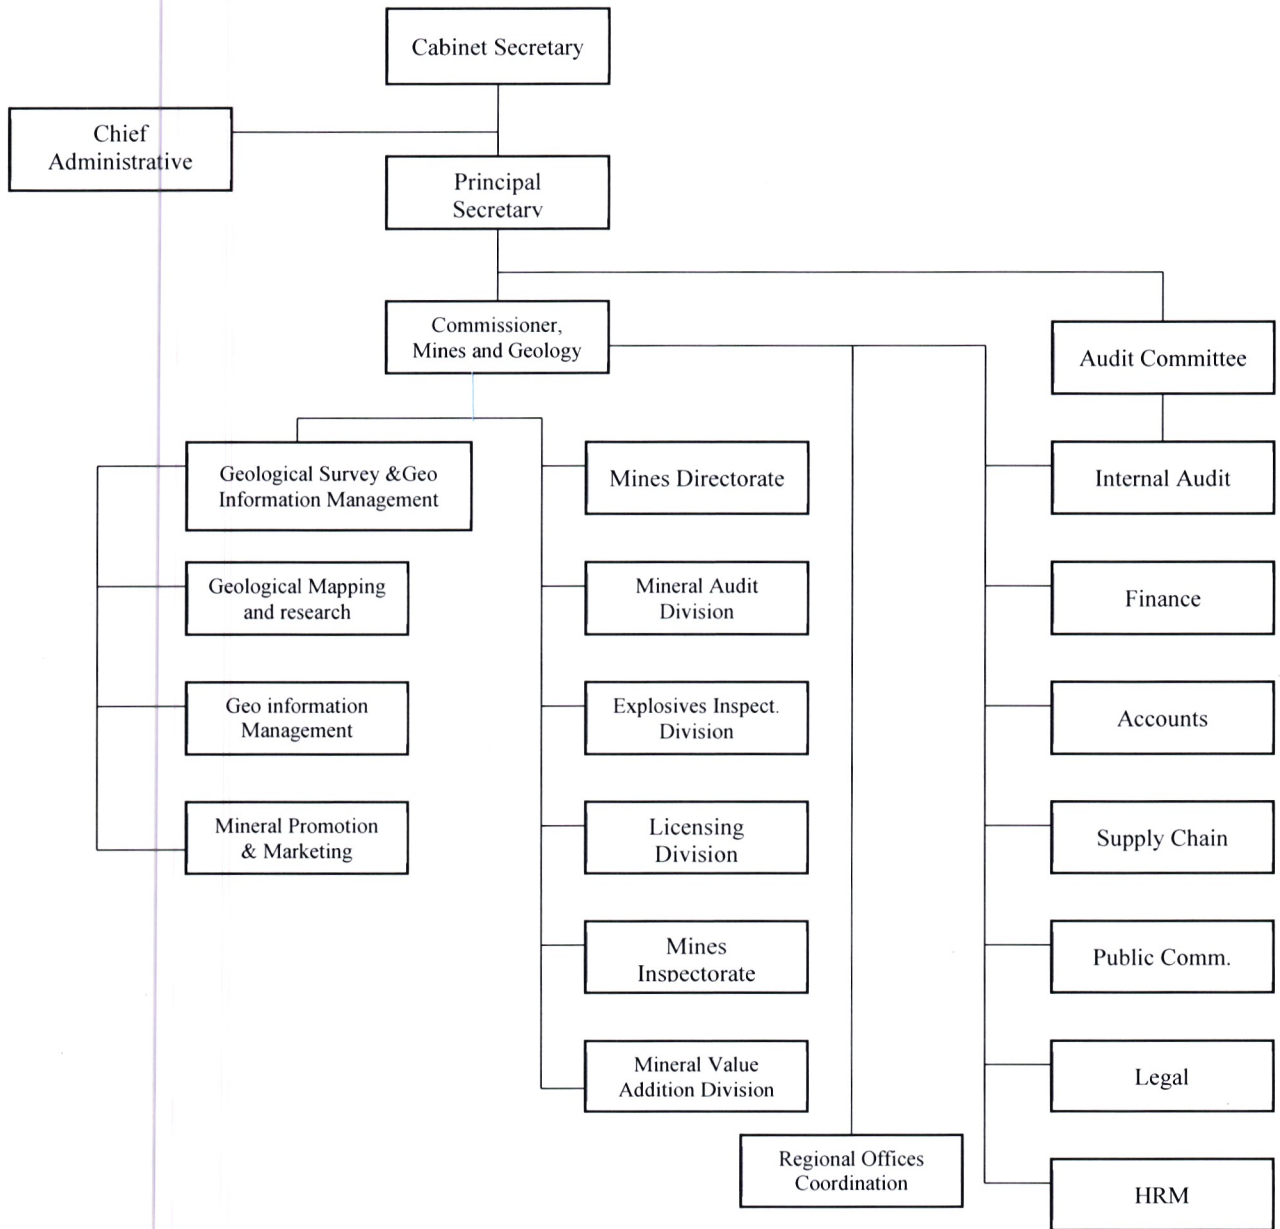 Cabinet Secretary
Chief
Administrative
Principal
Secretary
Commissioner,
Mines and Geology
Audit Committee
Geological Survey &Geo
Information Management
Mines Directorate
Internal Audit
Geological Mapping
and research
Mineral Audit
Division
Finance
Geo information
Management
Explosives Inspect.
Division
Accounts
Mineral Promotion
& Marketing
Licensing
Division
Supply Chain
Mines
Inspectorate
Public Comm.
Mineral Value
Addition Division
Legal
Regional Offices
Coordination
HRM